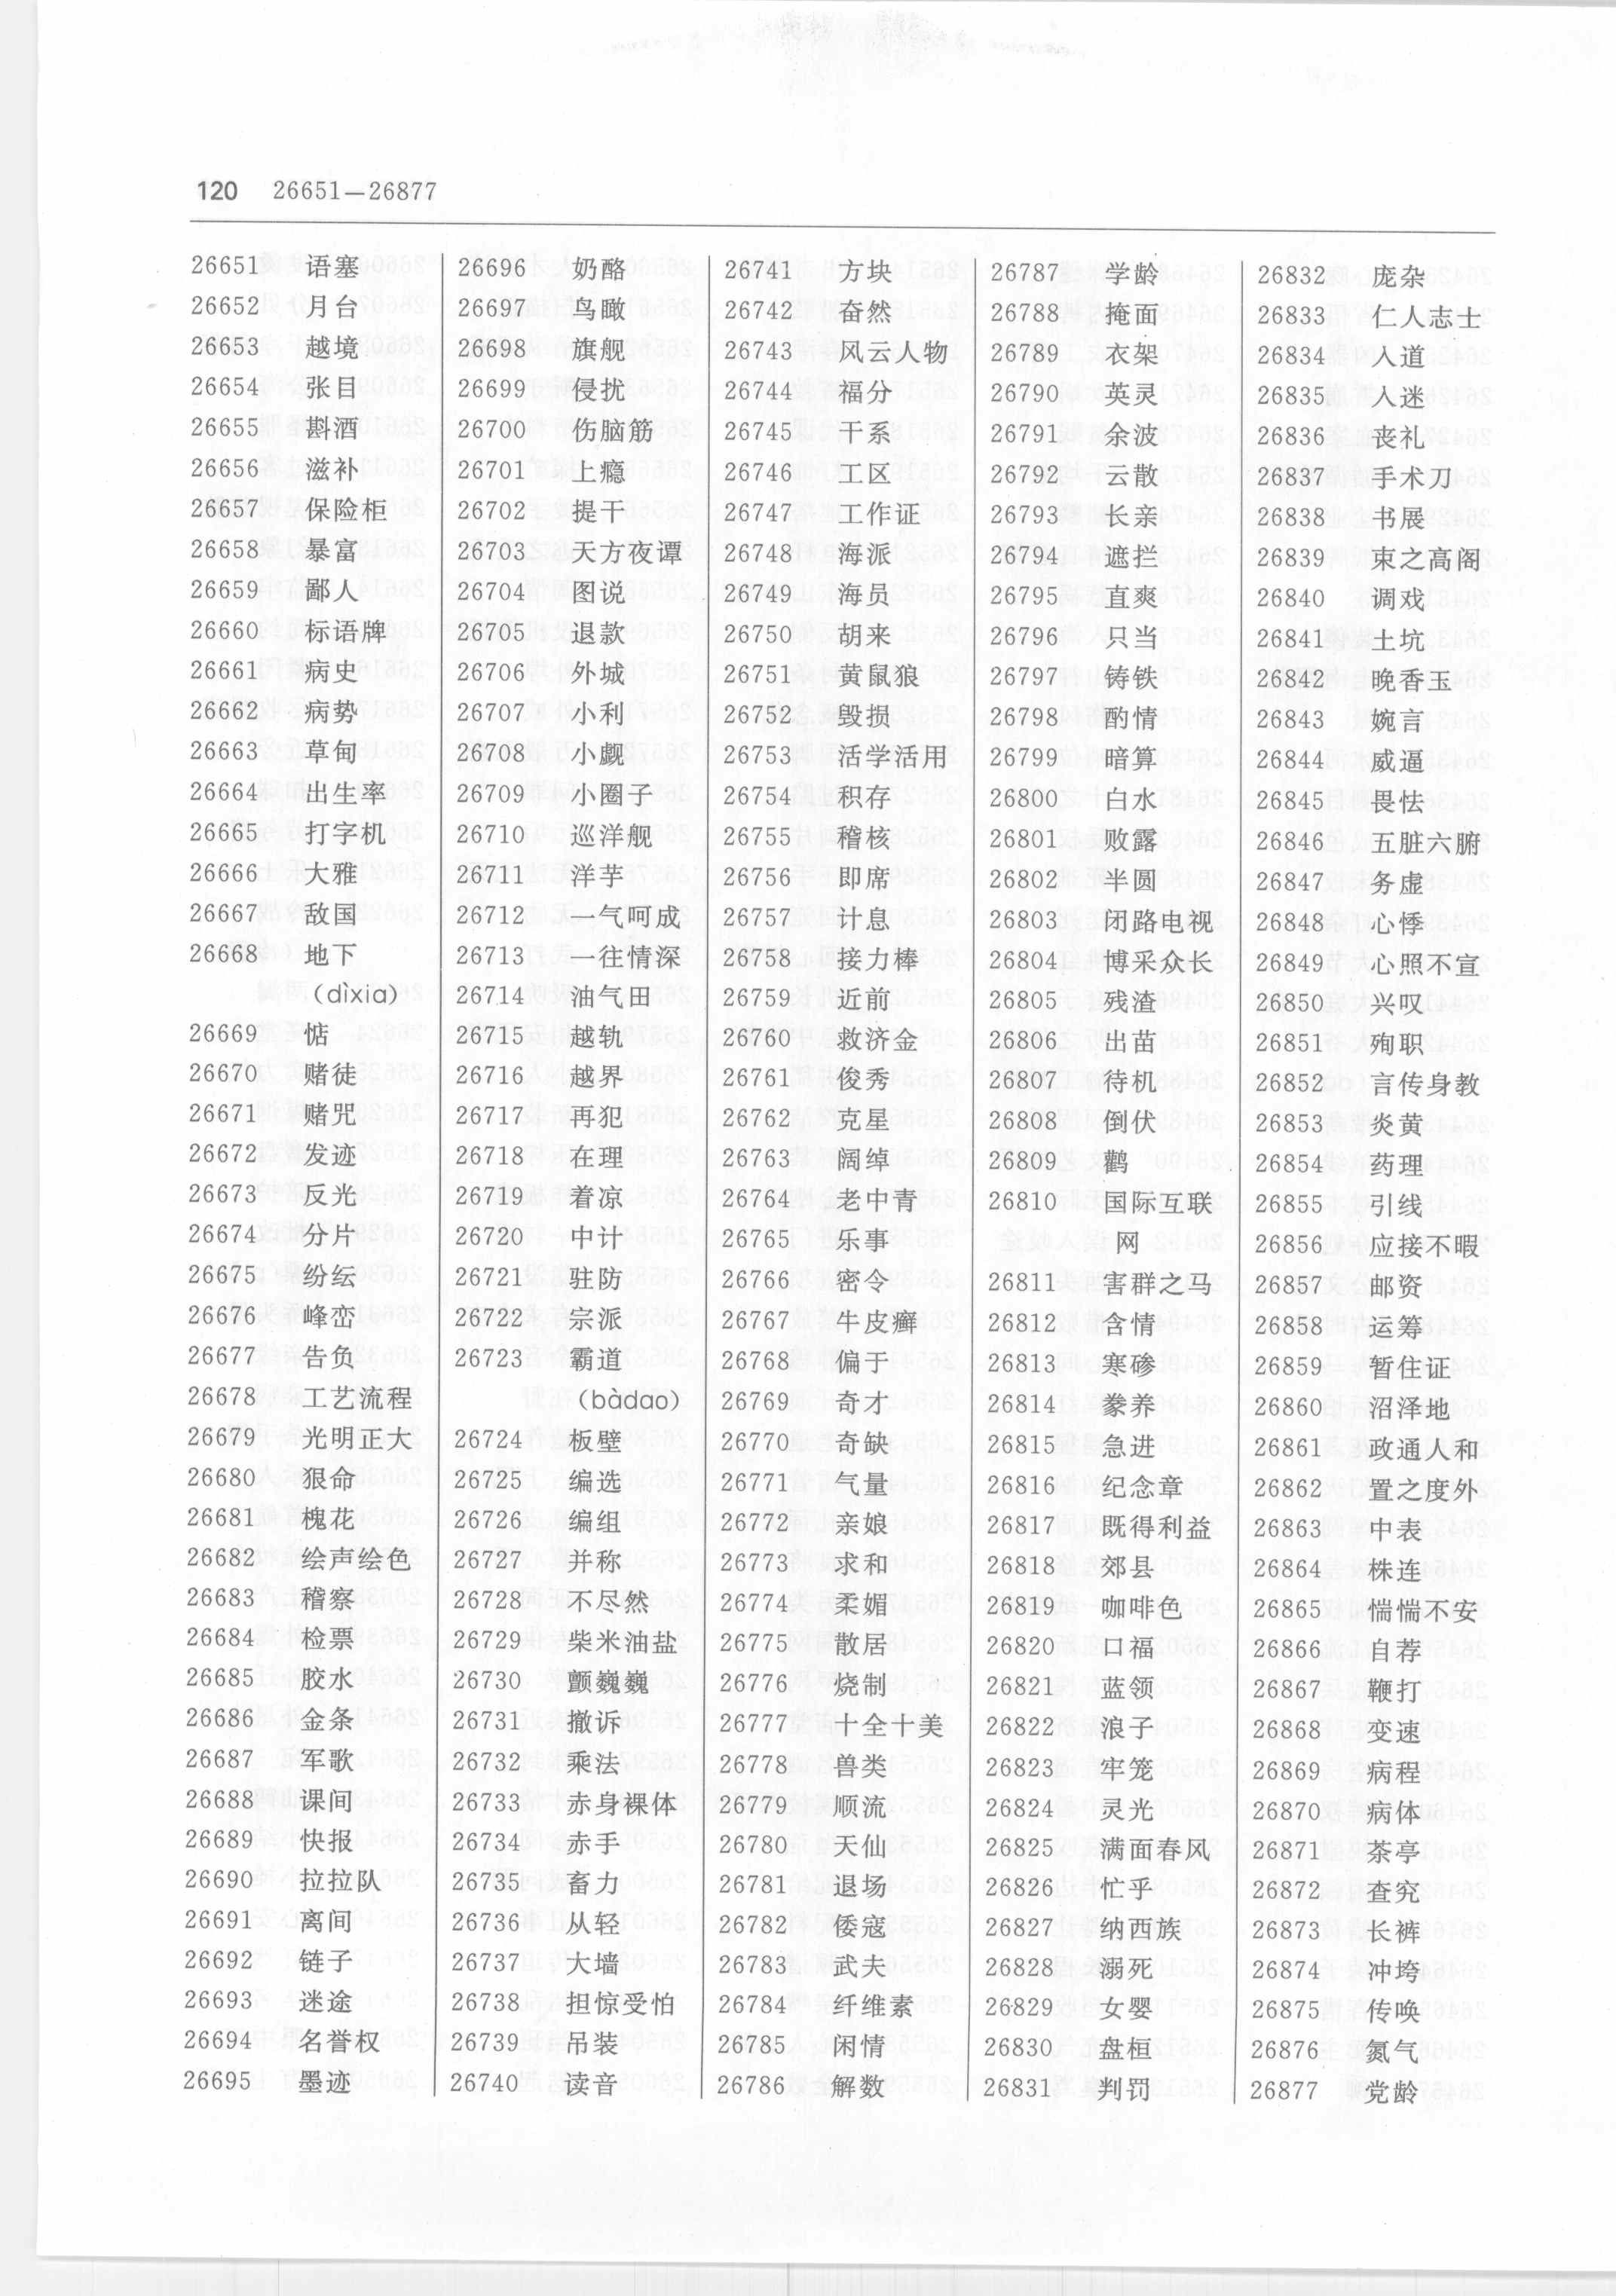 120 26651—26877
26651 语塞
26652 月台
26653 越境
26654 张目
26655 斟酒
26656 滋补
26657 保险柜
26658 暴富
26659 鄙人
26660 标语牌
26661 病史
26662 病势
26663 草甸
26664 出生率
26665 打字机
26666 大雅
26667 敌国
26668 地下
(dìxia)
26669 惦
26670 赌徒
26671 赌咒
26672 发迹
26673 反光
26674 分片
26675 纷纭
26676 峰峦
26677 告负
26678 工艺流程
26679 光明正大
26680 狠命
26681 槐花
26682 绘声绘色
26683 稽察
26684 检票
26685 胶水
26686 金条
26687 军歌
26688 课间
26689 快报
26690 拉拉队
26691 离间
26692 链子
26693 迷途
26694 名誉权
26695 墨迹
26696 奶酪
26697 鸟瞰
26698 旗舰
26699 侵扰
26700 伤脑筋
26701 上瘾
26702 提干
26703 天方夜谭
26704 图说
26705 退款
26706 外城
26707 小利
26708 小觑
26709 小圈子
26710 巡洋舰
26711 洋芋
26712 一气呵成
26713 一往情深
26714 油气田
26715 越轨
26716 越界
26717 再犯
26718 在理
26719 着凉
26720 中计
26721 驻防
26722 宗派
26723 霸道
(bàdao)
26724 板壁
26725 编选
26726 编组
26727 并称
26728 不尽然
26729 柴米油盐
26730 颤巍巍
26731 撤诉
26732 乘法
26733 赤身裸体
26734 赤手
26735 畜力
26736 从轻
26737 大墙
26738 担惊受怕
26739 吊装
26740 读音
26741 方块
26742 奋然
26743 风云人物
26744 福分
26745 干系
26746 工区
26747 工作证
26748 海派
26749 海员
26750 胡来
26751 黄鼠狼
26752 毁损
26753 活学活用
26754 积存
26755 稽核
26756 即席
26757 计息
26758 接力棒
26759 近前
26760 救济金
26761 俊秀
26762 克星
26763 阔绰
26764 老中青
26765 乐事
26766 密令
26767 牛皮癣
26768 偏于
26769 奇才
26770 奇缺
26771 气量
26772 亲娘
26773 求和
26774 柔媚
26775 散居
26776 烧制
26777 十全十美
26778 兽类
26779 顺流
26780 天仙
26781 退场
26782 倭寇
26783 武夫
26784 纤维素
26785 闲情
26786 解数
26787 学龄
26788 掩面
26789 衣架
26790 英灵
26791 余波
26792 云散
26793 长亲
26794 遮拦
26795 直爽
26796 只当
26797 铸铁
26798 酌情
26799 暗算
26800 白水
26801 败露
26802 半圆
26803 闭路电视
26804 博采众长
26805 残渣
26806 出苗
26807 待机
26808 倒伏
26809 鹳
26810 国际互联
网
26811 害群之马
26812 含情
26813 寒碜
26814 豢养
26815 急进
26816 纪念章
26817 既得利益
26818 郊县
26819 咖啡色
26820 口福
26821 蓝领
26822 浪子
26823 牢笼
26824 灵光
26825 满面春风
26826 忙乎
26827 纳西族
26828 溺死
26829 女婴
26830 盘桓
26831 判罚
26832 庞杂
26833 仁人志士
26834 入道
26835 入迷
26836 丧礼
26837 手术刀
26838 书展
26839 束之高阁
26840 调戏
26841 土坑
26842 晚香玉
26843 婉言
26844 威逼
26845 畏怯
26846 五脏六腑
26847 务虚
26848 心悸
26849 心照不宣
26850 兴叹
26851 殉职
26852 言传身教
26853 炎黄
26854 药理
26855 引线
26856 应接不暇
26857 邮资
26858 运筹
26859 暂住证
26860 沼泽地
26861 政通人和
26862 置之度外
26863 中表
26864 株连
26865 惴惴不安
26866 自荐
26867 鞭打
26868 变速
26869 病程
26870 病体
26871 茶亭
26872 查究
26873 长裤
26874 冲垮
26875 传唤
26876 氮气
26877 党龄